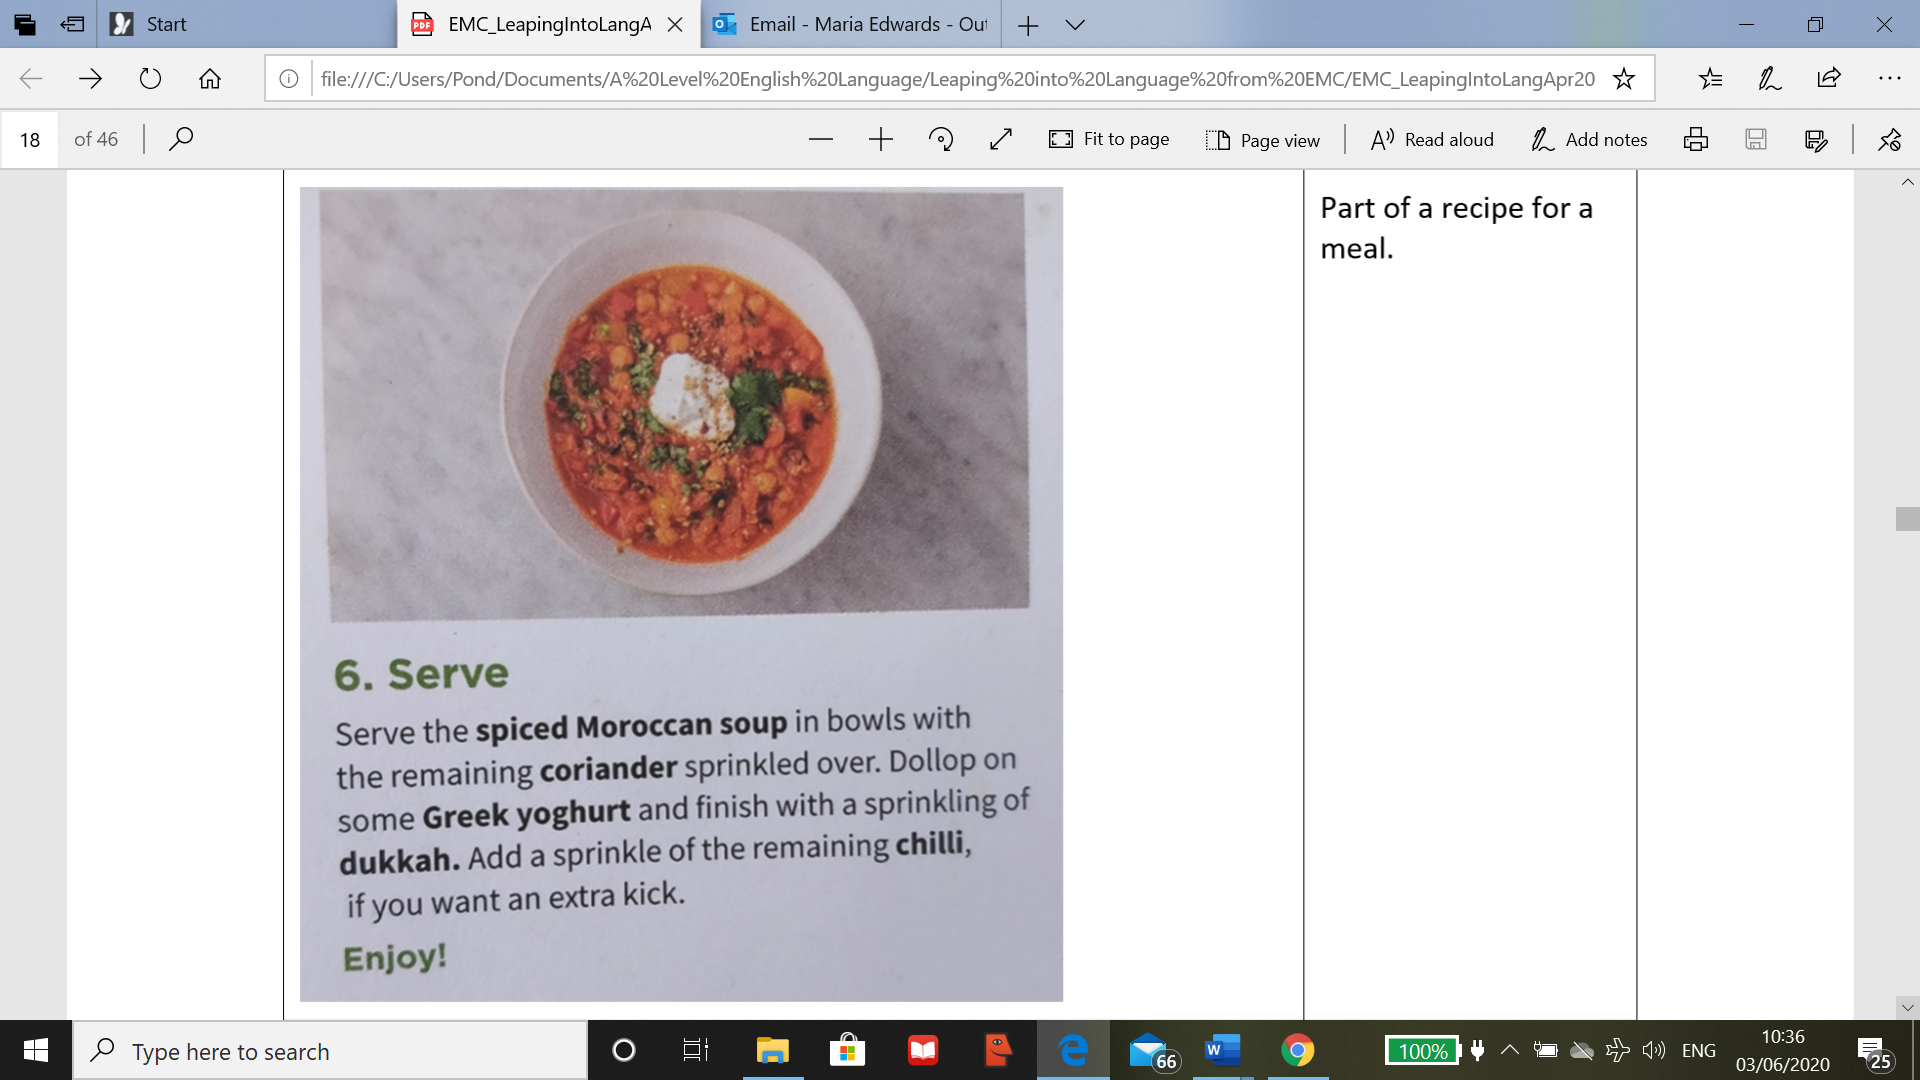 Start
EMC_LeapingIntoLangA
Email - Maria Edwards - Out
file:///C:/Users/Pond/Documents/A%20Level%20English%20Language/Leaping%20into%20Language%20from%20EMC/EMC_LeapingIntoLangApr20
18 of 46
Fit to page
Page view
Read aloud
Add notes
Part of a recipe for a
meal.
6. Serve
Serve the spiced Moroccan soup in bowls with
the remaining coriander sprinkled over. Dollop on
some Greek yoghurt and finish with a sprinkling of
dukkah. Add a sprinkle of the remaining chilli,
if you want an extra kick.
Enjoy!
Type here to search
66
100%
ENG
10:36
03/06/2020
25